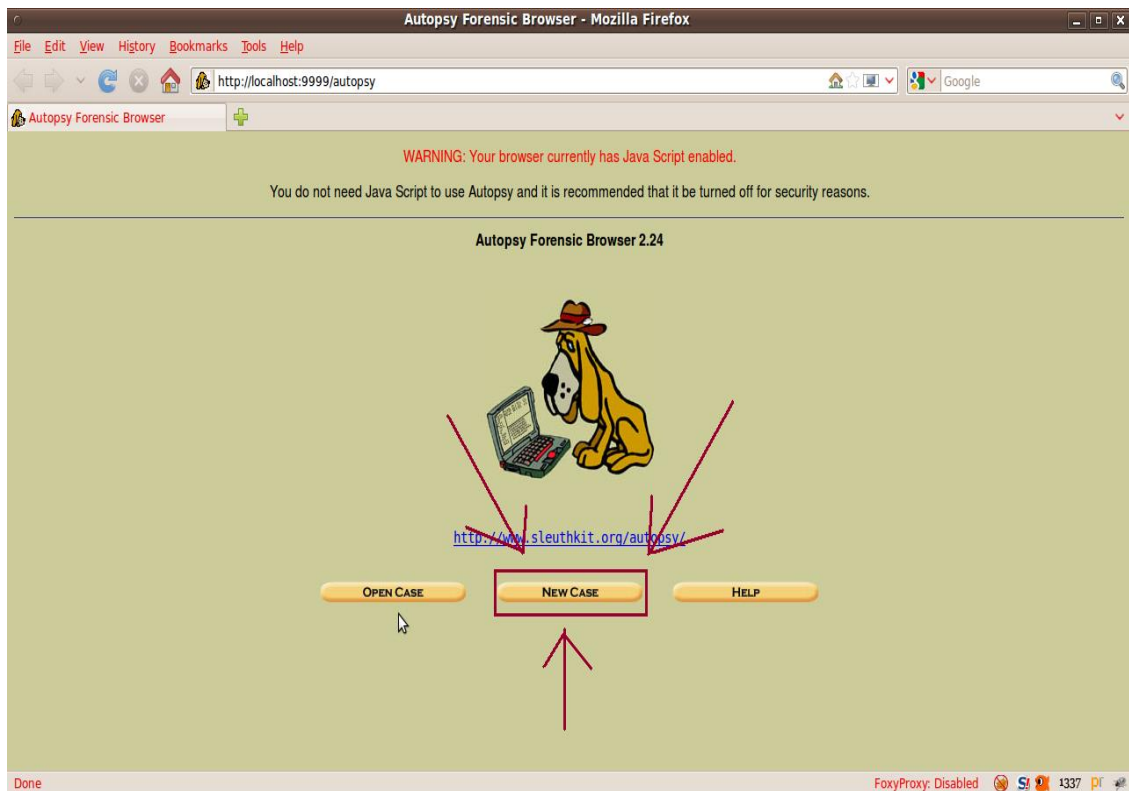 Autopsy Forensic Browser - Mozilla Firefox
File Edit View History Bookmarks Tools Help
http://localhost:9999/autopsy
Google
Autopsy Forensic Browser
WARNING: Your browser currently has Java Script enabled.
You do not need Java Script to use Autopsy and it is recommended that it be turned off for security reasons.
Autopsy Forensic Browser 2.24
http://www.sleuthkit.org/autopsy/
OPEN CASE NEW CASE HELP
Done FoxyProxy: Disabled S! 1337 pr